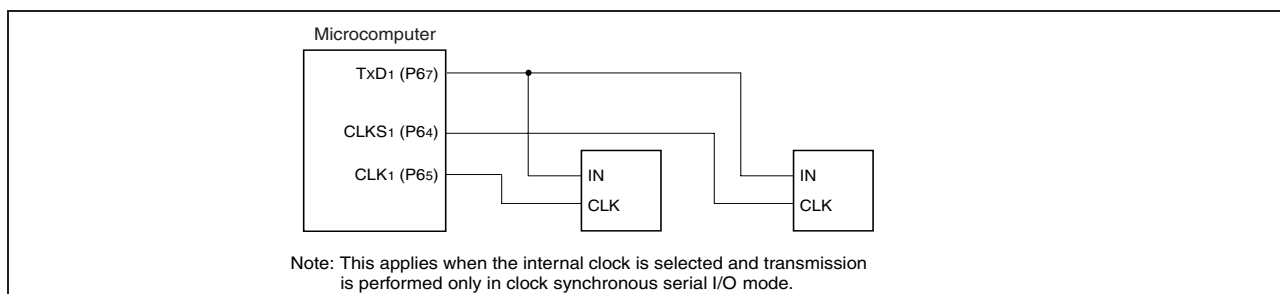 Microcomputer
TxD1 (P67)
CLKS1 (P64)
CLK1 (P65)
IN
CLK
IN
CLK
Note: This applies when the internal clock is selected and transmission
is performed only in clock synchronous serial I/O mode.